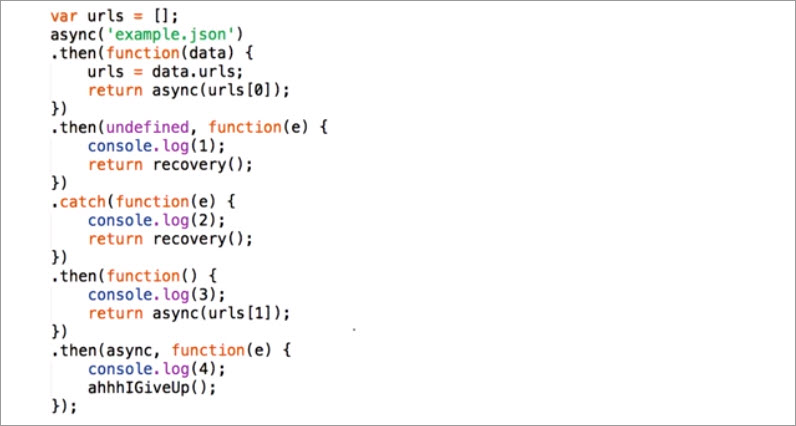 var urls = [];
async('example.json')
.then(function(data) {
    urls = data.urls;
    return async(urls[0]);
})
.then(undefined, function(e) {
    console.log(1);
    return recovery();
})
.catch(function(e) {
    console.log(2);
    return recovery();
})
.then(function() {
    console.log(3);
    return async(urls[1]);
})
.then(async, function(e) {
    console.log(4);
    ahhhIGiveUp();
});